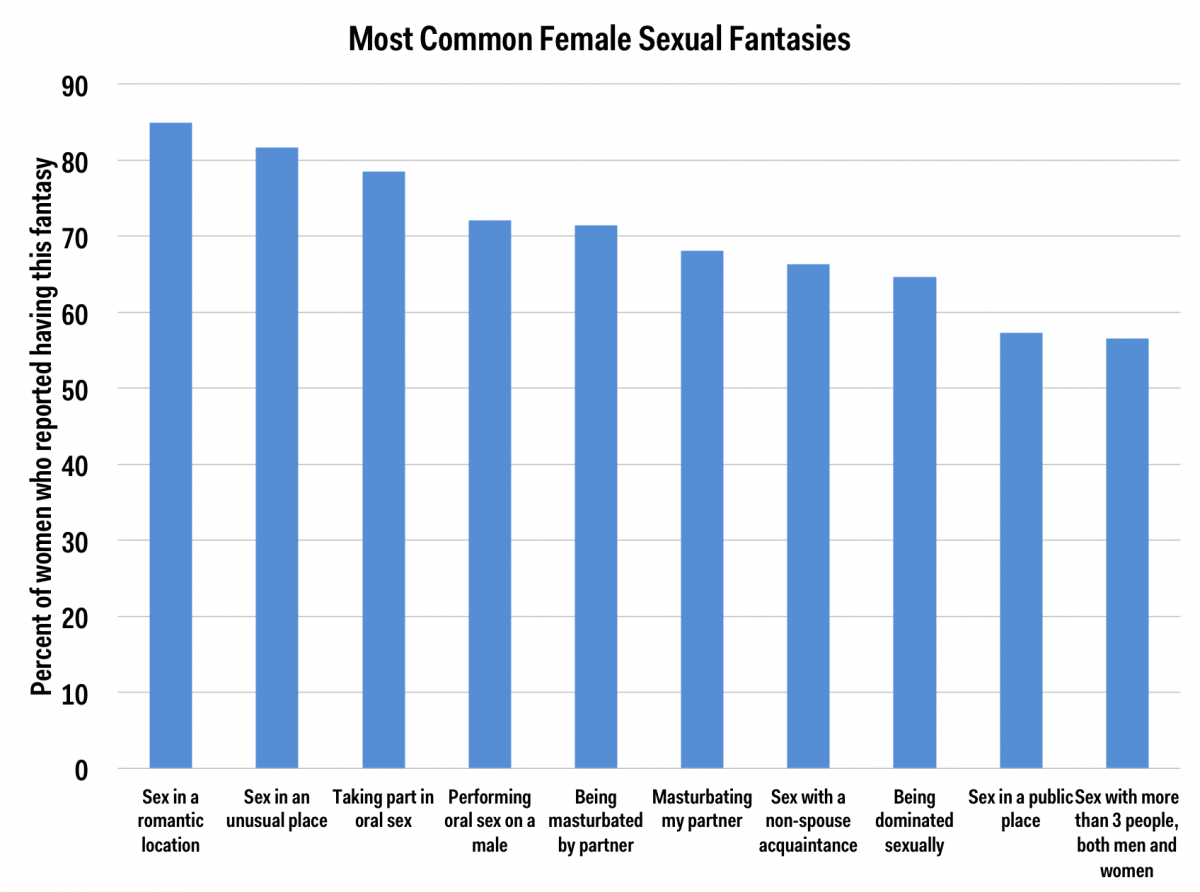 Most Common Female Sexual Fantasies
Percent of women who reported having this fantasy
90
80
70
60
50
40
30
20
10
0
Sex in a
romantic
location
Sex in an
unusual place
Taking part in
oral sex
Performing
oral sex on a
male
Being
masturbated
by partner
Masturbating
my partner
Sex with a
non-spouse
acquaintance
Being
dominated
sexually
Sex in a public
place
Sex with more
than 3 people,
both men and
women